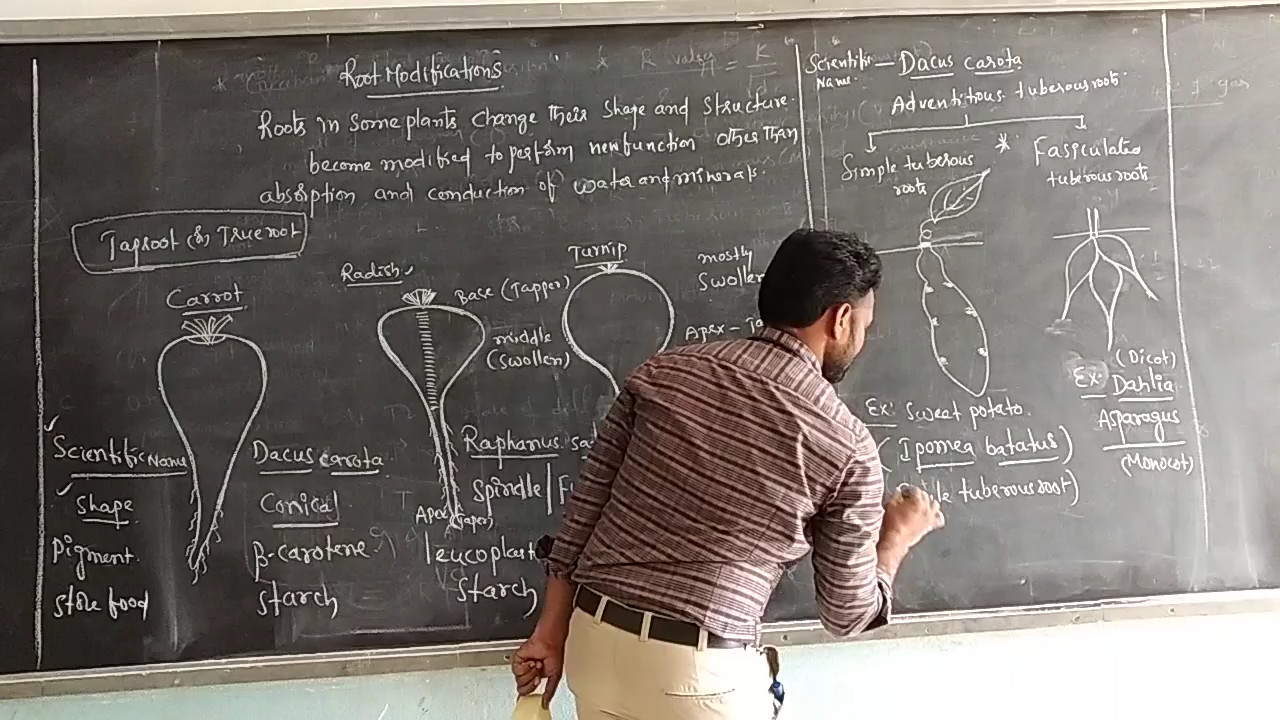 Root Modifications
Roots in some plants change their shape and structure.
become modified to perform new function other than
absorption and conduction of water and minerals.
Taproot (or) True root
Carrot
Radish
Base (Tapper)
middle
(Swollen)
Apex (Taper)
Turnip
mostly
Swollen
Apex -
Scientific Name
Dacus carota
Raphanus
Shape
Conical
Spindle
Pigment
β-carotene
leucoplast
Store food
Starch
Starch
Scientific Name - Dacus carota
Adventitous tuberous roots
Simple tuberous
roots
* Fasiculated
tuberous roots
Ex: Sweet potato.
(Ipomea batatus)
tuberous root)
(Dicot)
Ex: Dahlia
Asparagus
(Monocot)